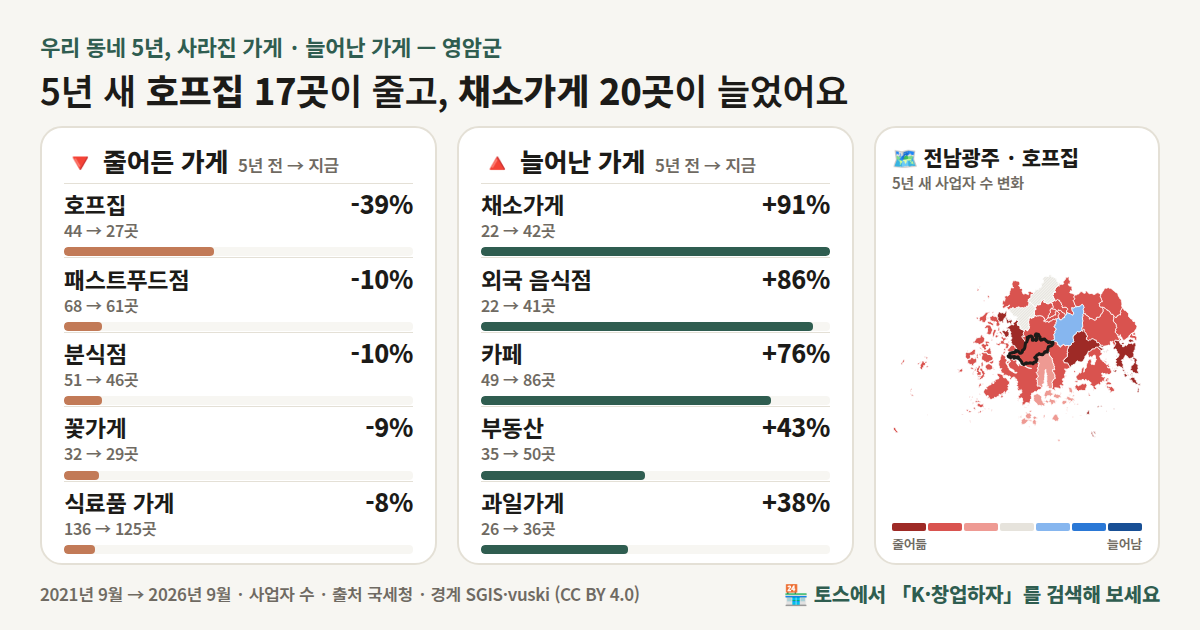 우리 동네 5년, 사라진 가게 · 늘어난 가게 — 영암군
5년 새 호프집 17곳이 줄고, 채소가게 20곳이 늘었어요
🔻 줄어든 가게 5년 전 → 지금
호프집 -39%
44 → 27곳
패스트푸드점 -10%
68 → 61곳
분식점 -10%
51 → 46곳
꽃가게 -9%
32 → 29곳
식료품 가게 -8%
136 → 125곳
🔺 늘어난 가게 5년 전 → 지금
채소가게 +91%
22 → 42곳
외국 음식점 +86%
22 → 41곳
카페 +76%
49 → 86곳
부동산 +43%
35 → 50곳
과일가게 +38%
26 → 36곳
🗺️ 전남광주 · 호프집
5년 새 사업자 수 변화
줄어듦 늘어남
2021년 9월 → 2026년 9월 · 사업자 수 · 출처 국세청 · 경계 SGIS·vuski (CC BY 4.0)
🏪 토스에서 「K·창업하자」를 검색해 보세요